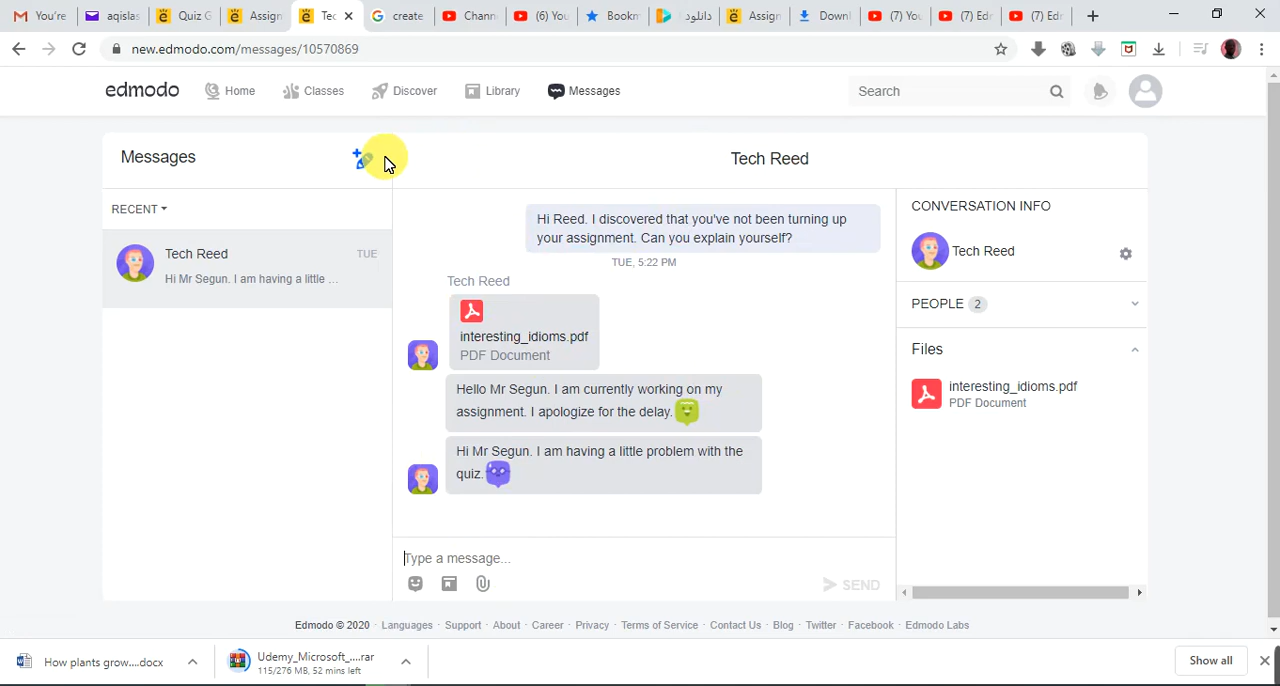 You're
aqislas
Quiz G
Assign
Tec
create
Chann
(6) You
Bookm
دانلود
Assign
Downl
(7) You
(7) Edm
(7) Edm
new.edmodo.com/messages/10570869
edmodo
Home
Classes
Discover
Library
Messages
Search
Messages
Tech Reed
RECENT
Tech Reed
TUE
Hi Mr Segun. I am having a little ...
Hi Reed. I discovered that you've not been turning up
your assignment. Can you explain yourself?
TUE, 5:22 PM
Tech Reed
interesting_idioms.pdf
PDF Document
Hello Mr Segun. I am currently working on my
assignment. I apologize for the delay.
Hi Mr Segun. I am having a little problem with the
quiz.
Type a message...
SEND
CONVERSATION INFO
Tech Reed
PEOPLE 2
Files
interesting_idioms.pdf
PDF Document
Edmodo © 2020 · Languages · Support · About · Career · Privacy · Terms of Service · Contact Us · Blog · Twitter · Facebook · Edmodo Labs
How plants grow....docx
Udemy_Microsoft_....rar
115/276 MB, 52 mins left
Show all